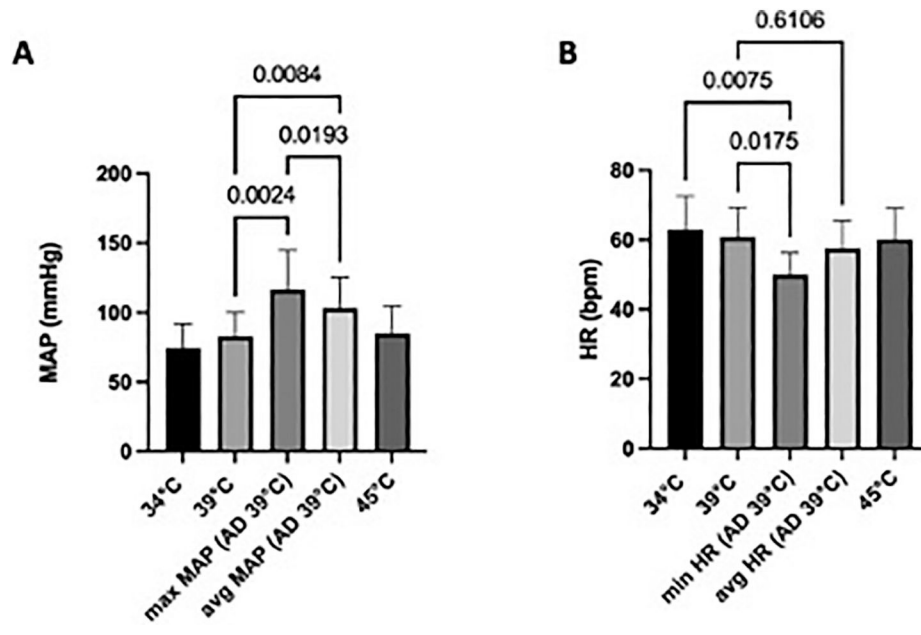 A
0.0084
0.0193
0.0024
MAP (mmHg)
200
150
100
50
0
34°C
39°C
max MAP (AD 39°C)
avg MAP (AD 39°C)
45°C
B
0.6106
0.0075
0.0175
HR (bpm)
80
60
40
20
0
34°C
39°C
min HR (AD 39°C)
avg HR (AD 39°C)
45°C